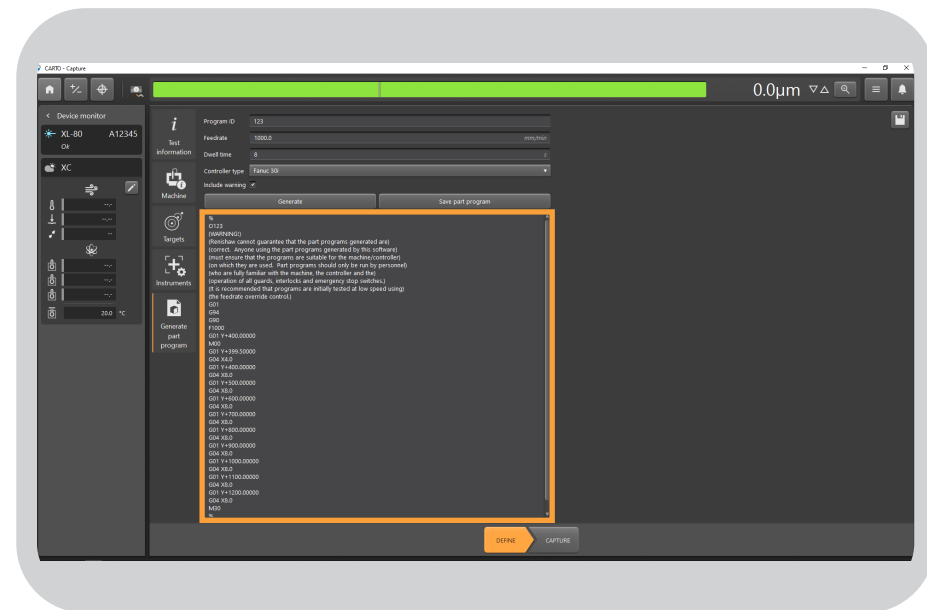 CARTO - Capture
0.0µm
Device monitor
XL-80 A12345
Ok
XC
--.-
--.--
--
--.-
--.-
--.-
20.0 °C
i
Test
information
Machine
Targets
Instruments
Generate
part
program
Program ID 123
Feedrate 1000.0 mm/min
Dwell time 8 s
Controller type Fanuc 30i
Include warning
Generate Save part program
%
O123
(WARNING!)
(Renishaw cannot guarantee that the part programs generated are)
(correct. Anyone using the part programs generated by this software)
(must ensure that the programs are suitable for the machine/controller)
(on which they are used. Part programs should only be run by personnel)
(who are fully familiar with the machine, the controller and the)
(operation of all guards, interlocks and emergency stop switches.)
(It is recommended that programs are initially tested at low speed using)
(the feedrate override control.)
G01
G94
G90
F1000
G01 Y+400.00000
M00
G01 Y+399.50000
G04 X4.0
G01 Y+400.00000
G04 X8.0
G01 Y+500.00000
G04 X8.0
G01 Y+600.00000
G04 X8.0
G01 Y+700.00000
G04 X8.0
G01 Y+800.00000
G04 X8.0
G01 Y+900.00000
G04 X8.0
G01 Y+1000.00000
G04 X8.0
G01 Y+1100.00000
G04 X8.0
G01 Y+1200.00000
G04 X8.0
M30
%
DEFINE CAPTURE